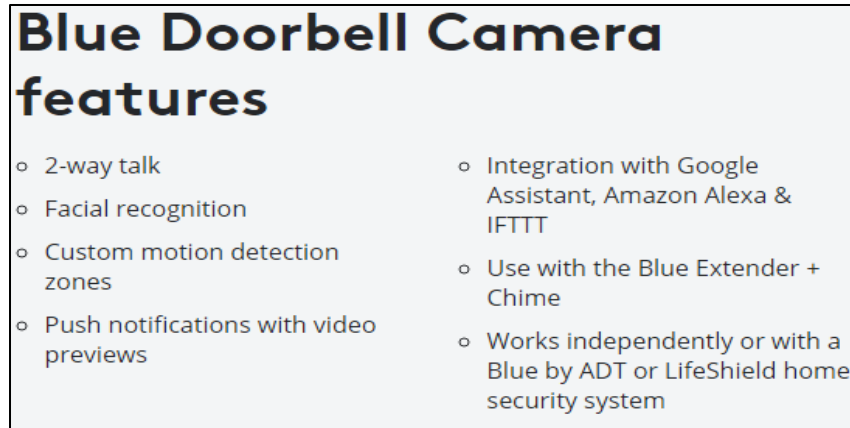 Blue Doorbell Camera
features
2-way talk
Facial recognition
Custom motion detection
zones
Push notifications with video
previews
Integration with Google
Assistant, Amazon Alexa &
IFTTT
Use with the Blue Extender +
Chime
Works independently or with a
Blue by ADT or LifeShield home
security system